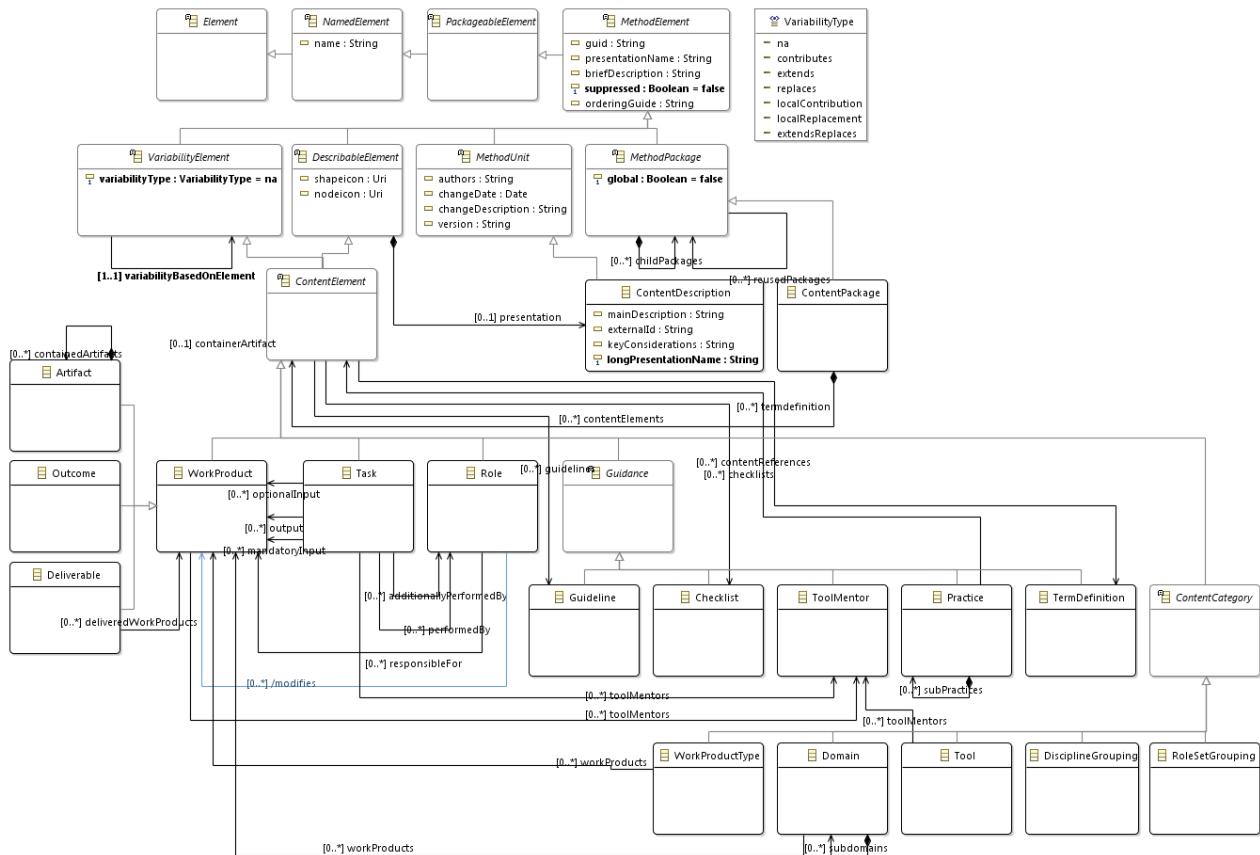 Element
NamedElement
name : String
PackageableElement
MethodElement
guid : String
presentationName : String
briefDescription : String
suppressed : Boolean = false
orderingGuide : String
VariabilityType
na
contributes
extends
replaces
localContribution
localReplacement
extendsReplaces
VariabilityElement
variabilityType : VariabilityType = na
DescribableElement
shapeicon : Uri
nodeicon : Uri
MethodUnit
authors : String
changeDate : Date
changeDescription : String
version : String
MethodPackage
global : Boolean = false
[1..1] variabilityBasedOnElement
[0..*] childPackages
[0..*] reusedPackages
ContentElement
ContentDescription
mainDescription : String
externalId : String
keyConsiderations : String
longPresentationName : String
ContentPackage
[0..1] presentation
[0..1] containerArtifact
[0..*] containedArtifacts
Artifact
[0..*] termdefinition
[0..*] contentElements
Outcome
WorkProduct
Task
Role
Guidance
[0..*] guidelines
[0..*] contentReferences
[0..*] checklists
[0..*] optionalInput
[0..*] output
[0..*] mandatoryInput
Deliverable
[0..*] deliveredWorkProducts
[0..*] additionallyPerformedBy
[0..*] performedBy
[0..*] responsibleFor
[0..*] /modifies
Guideline
Checklist
ToolMentor
Practice
TermDefinition
ContentCategory
[0..*] subPractices
[0..*] toolMentors
[0..*] toolMentors
[0..*] toolMentors
WorkProductType
Domain
Tool
DisciplineGrouping
RoleSetGrouping
[0..*] workProducts
[0..*] workProducts
[0..*] subdomains